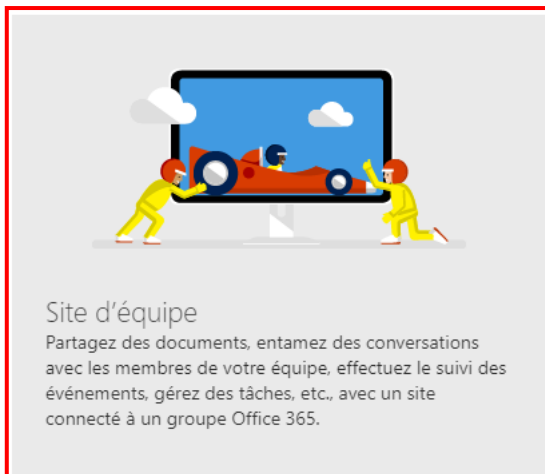 Site d'équipe
Partagez des documents, entamez des conversations
avec les membres de votre équipe, effectuez le suivi des
événements, gérez des tâches, etc., avec un site
connecté à un groupe Office 365.